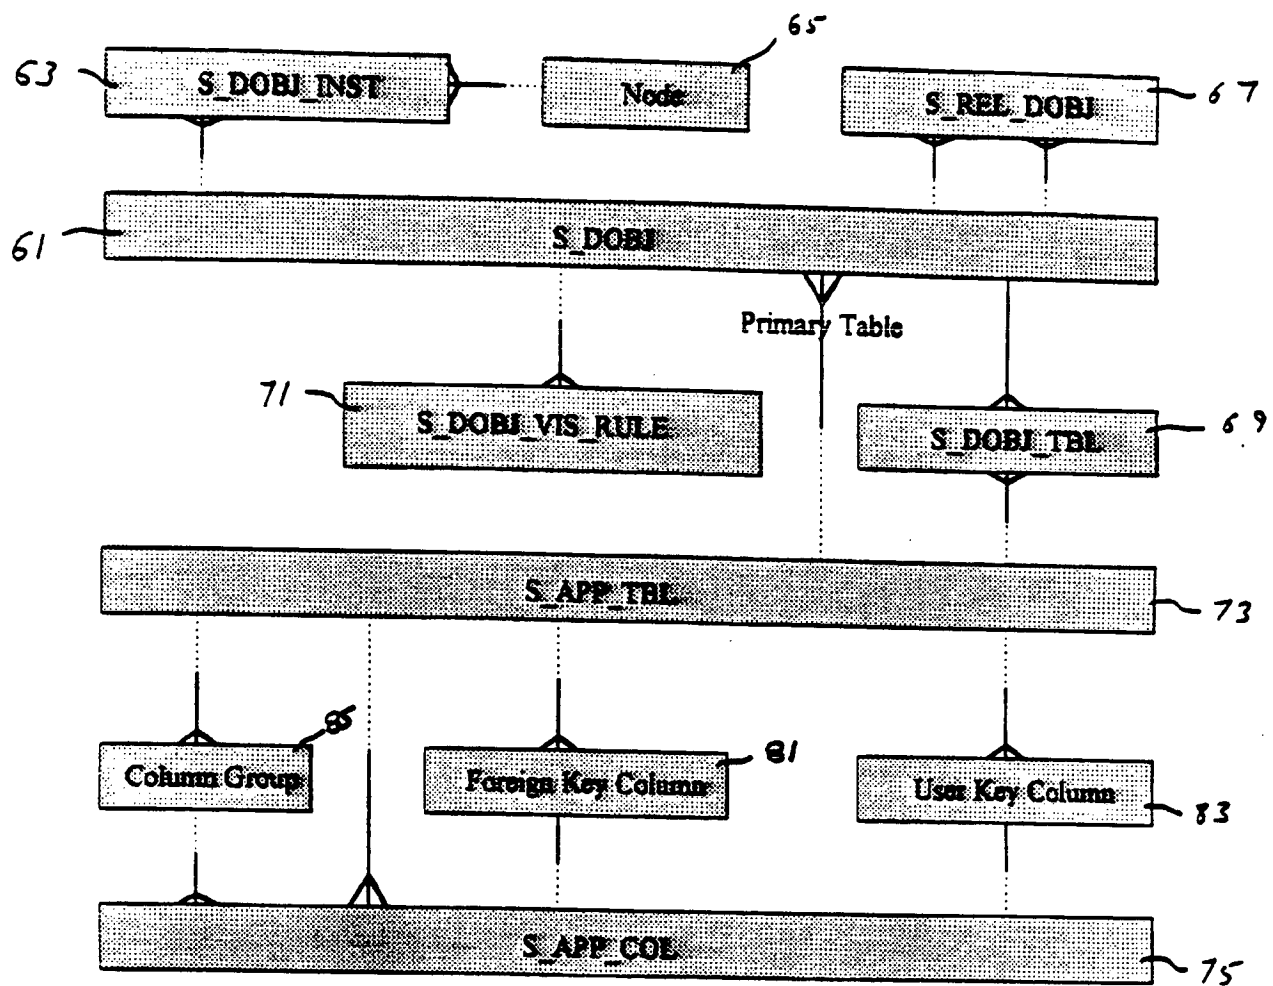 65
63
S_DOBJ_INST
Node
S_REL_DOBJ
67
61
S_DOBJ
Primary Table
71
S_DOBJ_VIS_RULE
S_DOBJ_TBL
69
S_APP_TBL
73
85
81
Column Group
Foreign Key Column
User Key Column
83
S_APP_COL
75